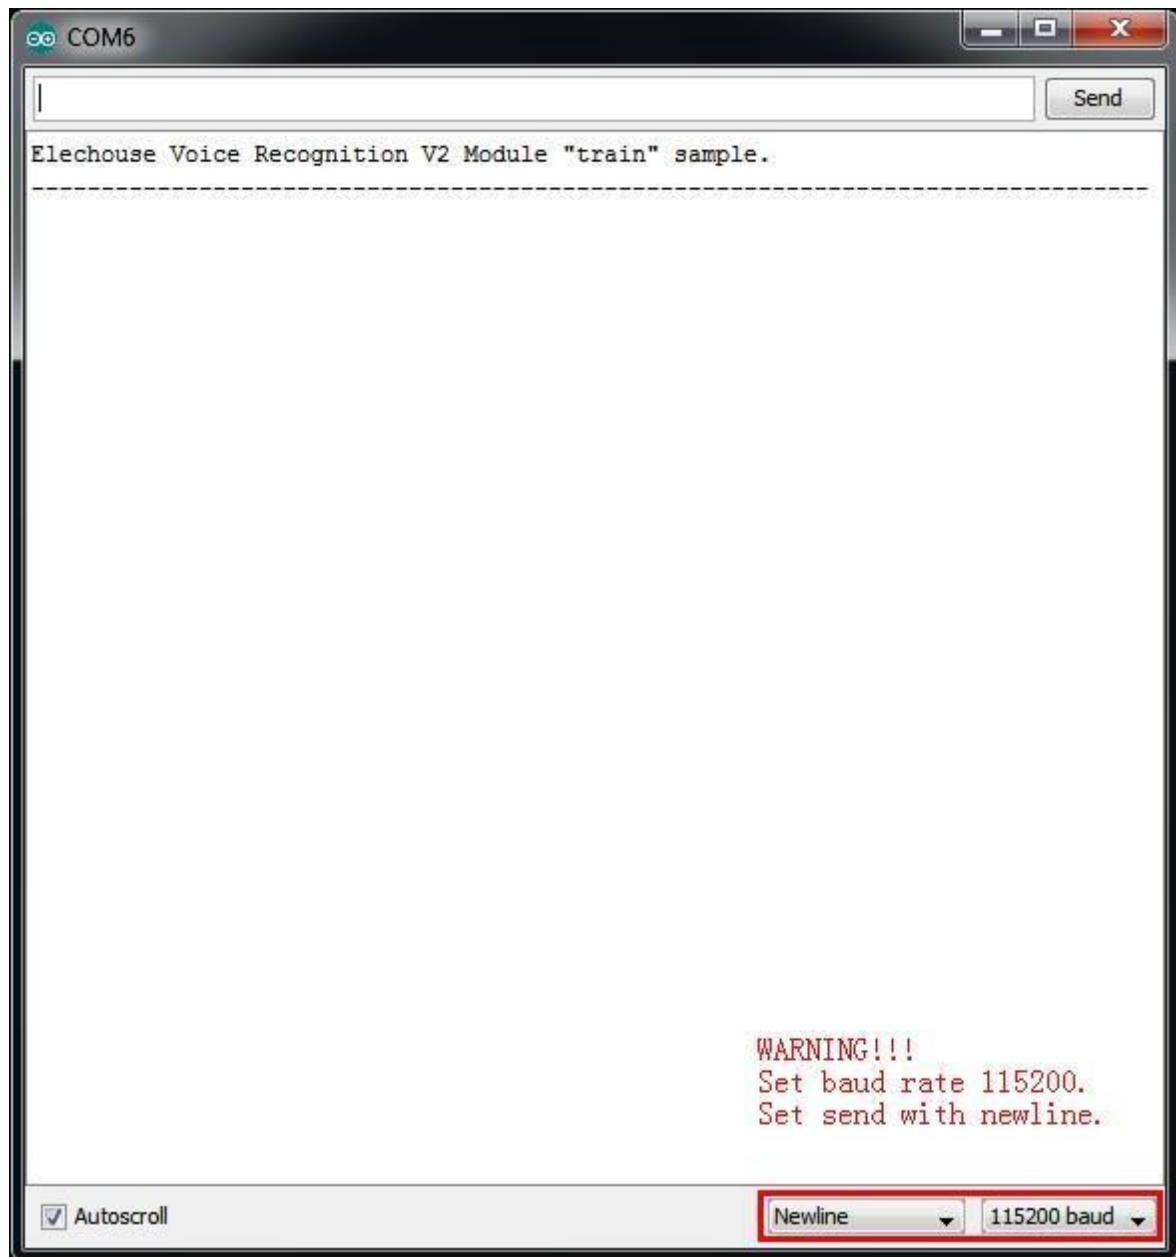 COM6
Send
Elechouse Voice Recognition V2 Module "train" sample.
--------------------------------------------------------------------------------
WARNING!!!
Set baud rate 115200.
Set send with newline.
Autoscroll
Newline
115200 baud